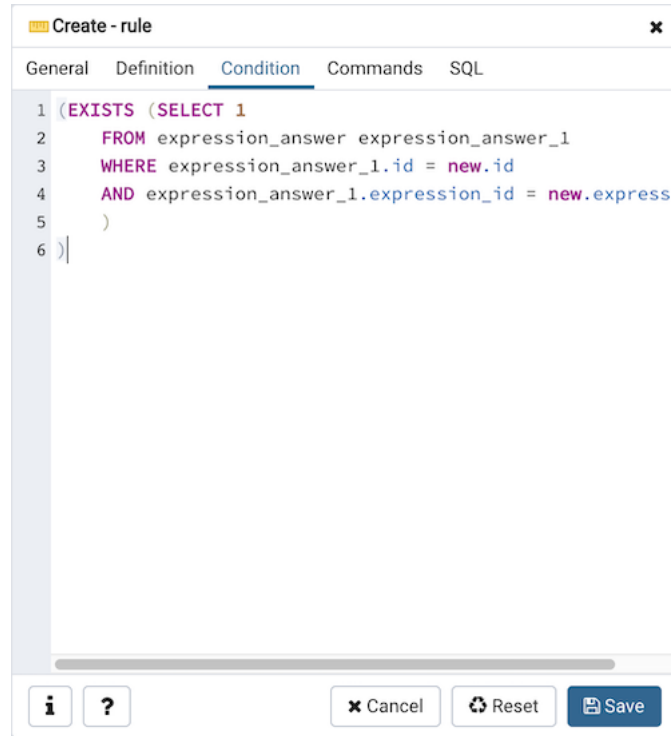 Create - rule
General Definition Condition Commands SQL
1 (EXISTS (SELECT 1
2 FROM expression_answer expression_answer_1
3 WHERE expression_answer_1.id = new.id
4 AND expression_answer_1.expression_id = new.express
5 )
6 )
i ? Cancel Reset Save